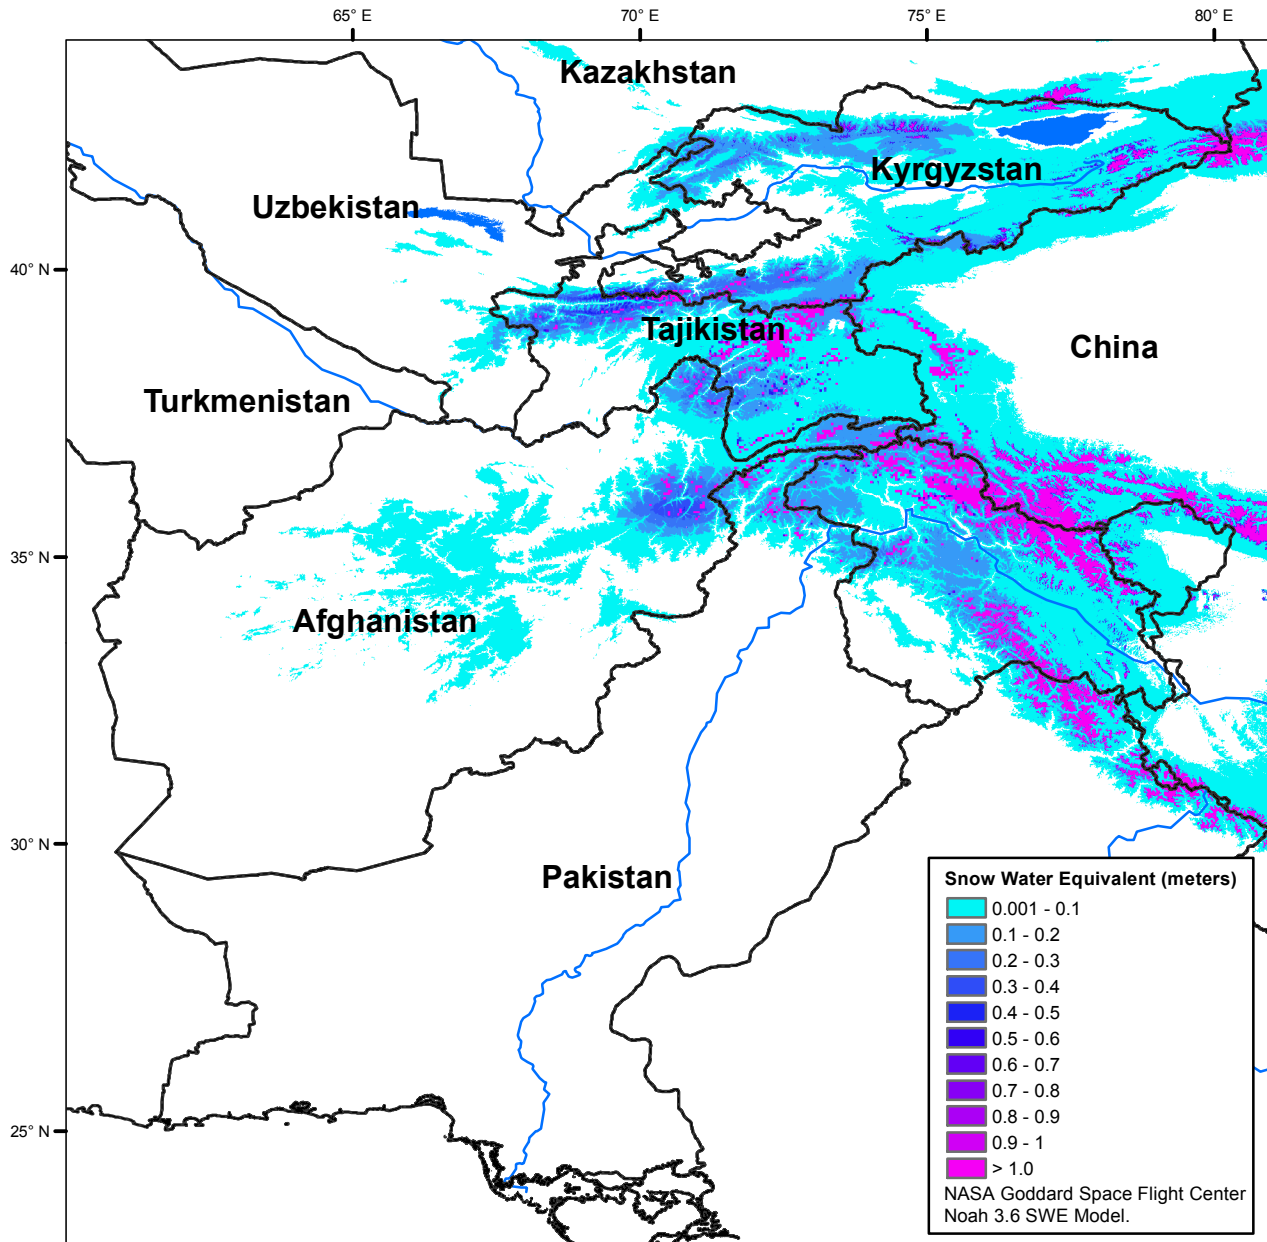 65° E
70° E
75° E
80° E
Kazakhstan
Kyrgyzstan
Uzbekistan
40° N
Tajikistan
China
Turkmenistan
35° N
Afghanistan
30° N
Pakistan
Snow Water Equivalent (meters)
0.001 - 0.1
0.1 - 0.2
0.2 - 0.3
0.3 - 0.4
0.4 - 0.5
0.5 - 0.6
0.6 - 0.7
0.7 - 0.8
0.8 - 0.9
0.9 - 1
> 1.0
NASA Goddard Space Flight Center
Noah 3.6 SWE Model.
25° N